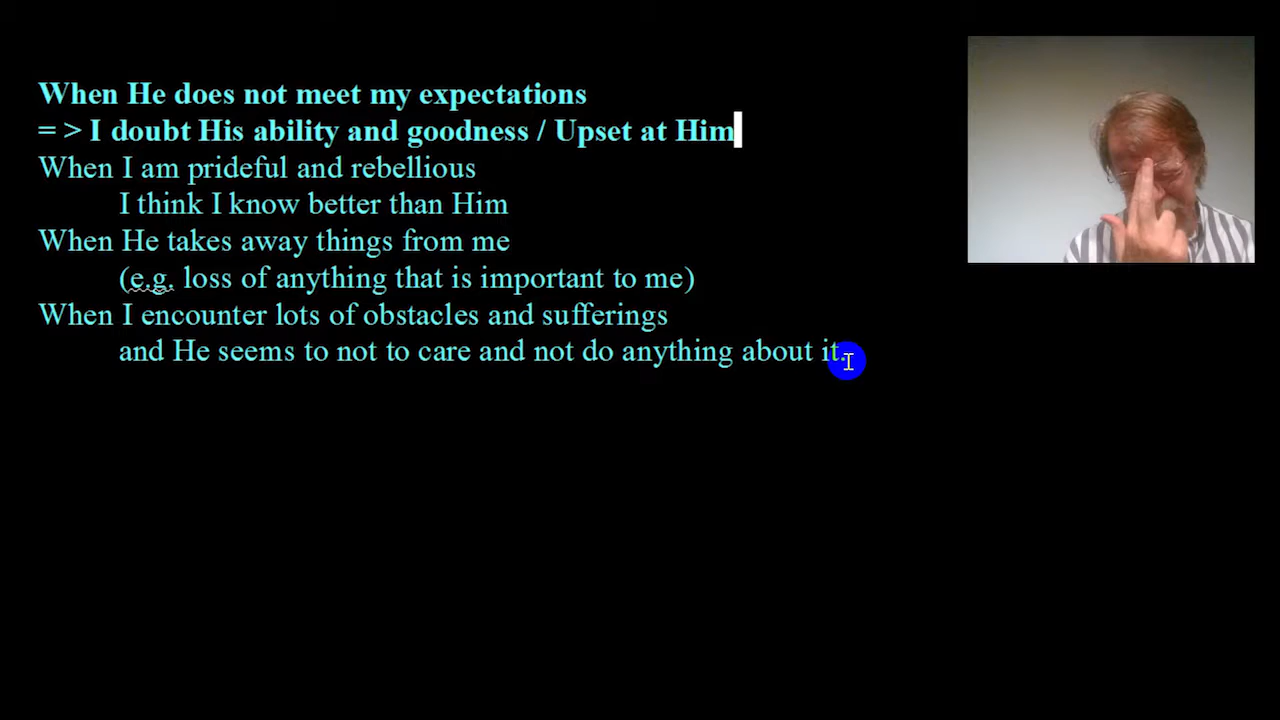 When He does not meet my expectations
= > I doubt His ability and goodness / Upset at Him
When I am prideful and rebellious
I think I know better than Him
When He takes away things from me
(e.g. loss of anything that is important to me)
When I encounter lots of obstacles and sufferings
and He seems to not to care and not do anything about it.